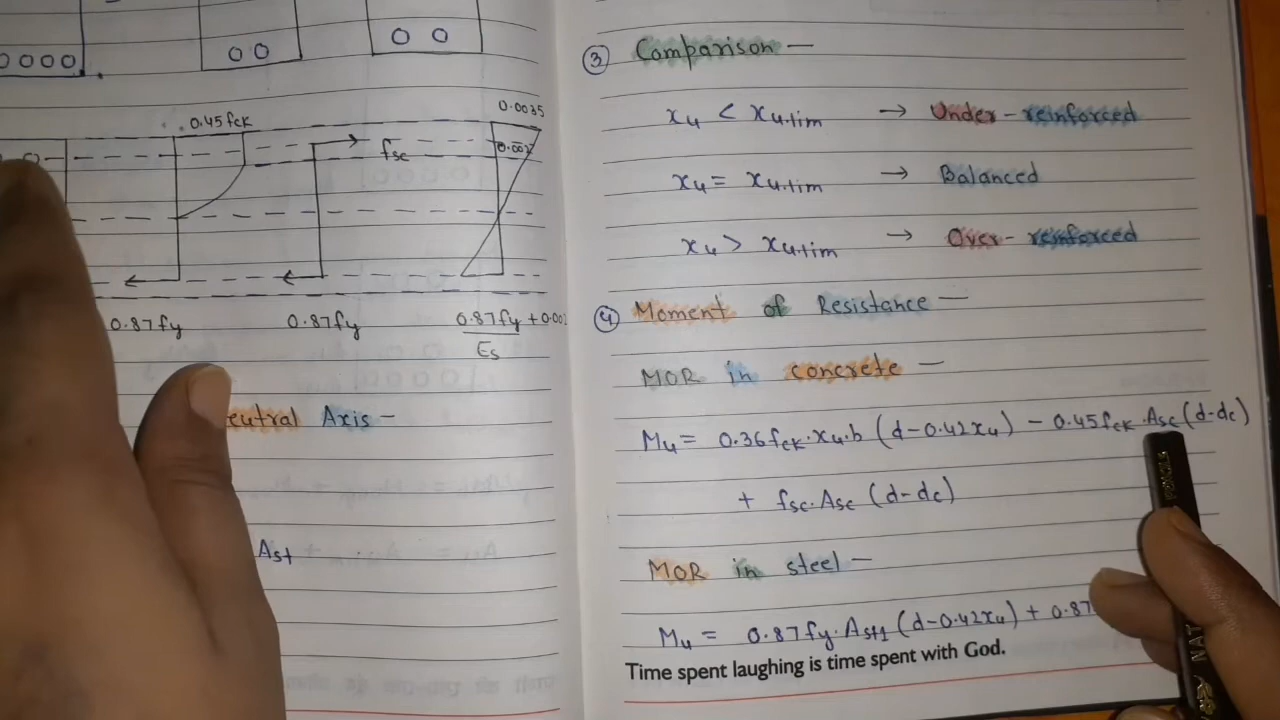 0.45fck
fsc
0.0035
0.002
0.87fy
0.87fy
0.87fy + 0.002
Es
eutral Axis -
Ast
③ Comparison -
xu < xu.lim → Under-reinforced
xu = xu.lim → Balanced
xu > xu.lim → Over-reinforced
④ Moment of Resistance -
MOR in concrete -
Mu = 0.36fck.xu.b (d-0.42xu) - 0.45fck.Asc (d-dc)
+ fsc.Asc (d-dc)
MOR in steel -
Mu = 0.87fy.Ast1 (d-0.42xu) + 0.87
Time spent laughing is time spent with God.